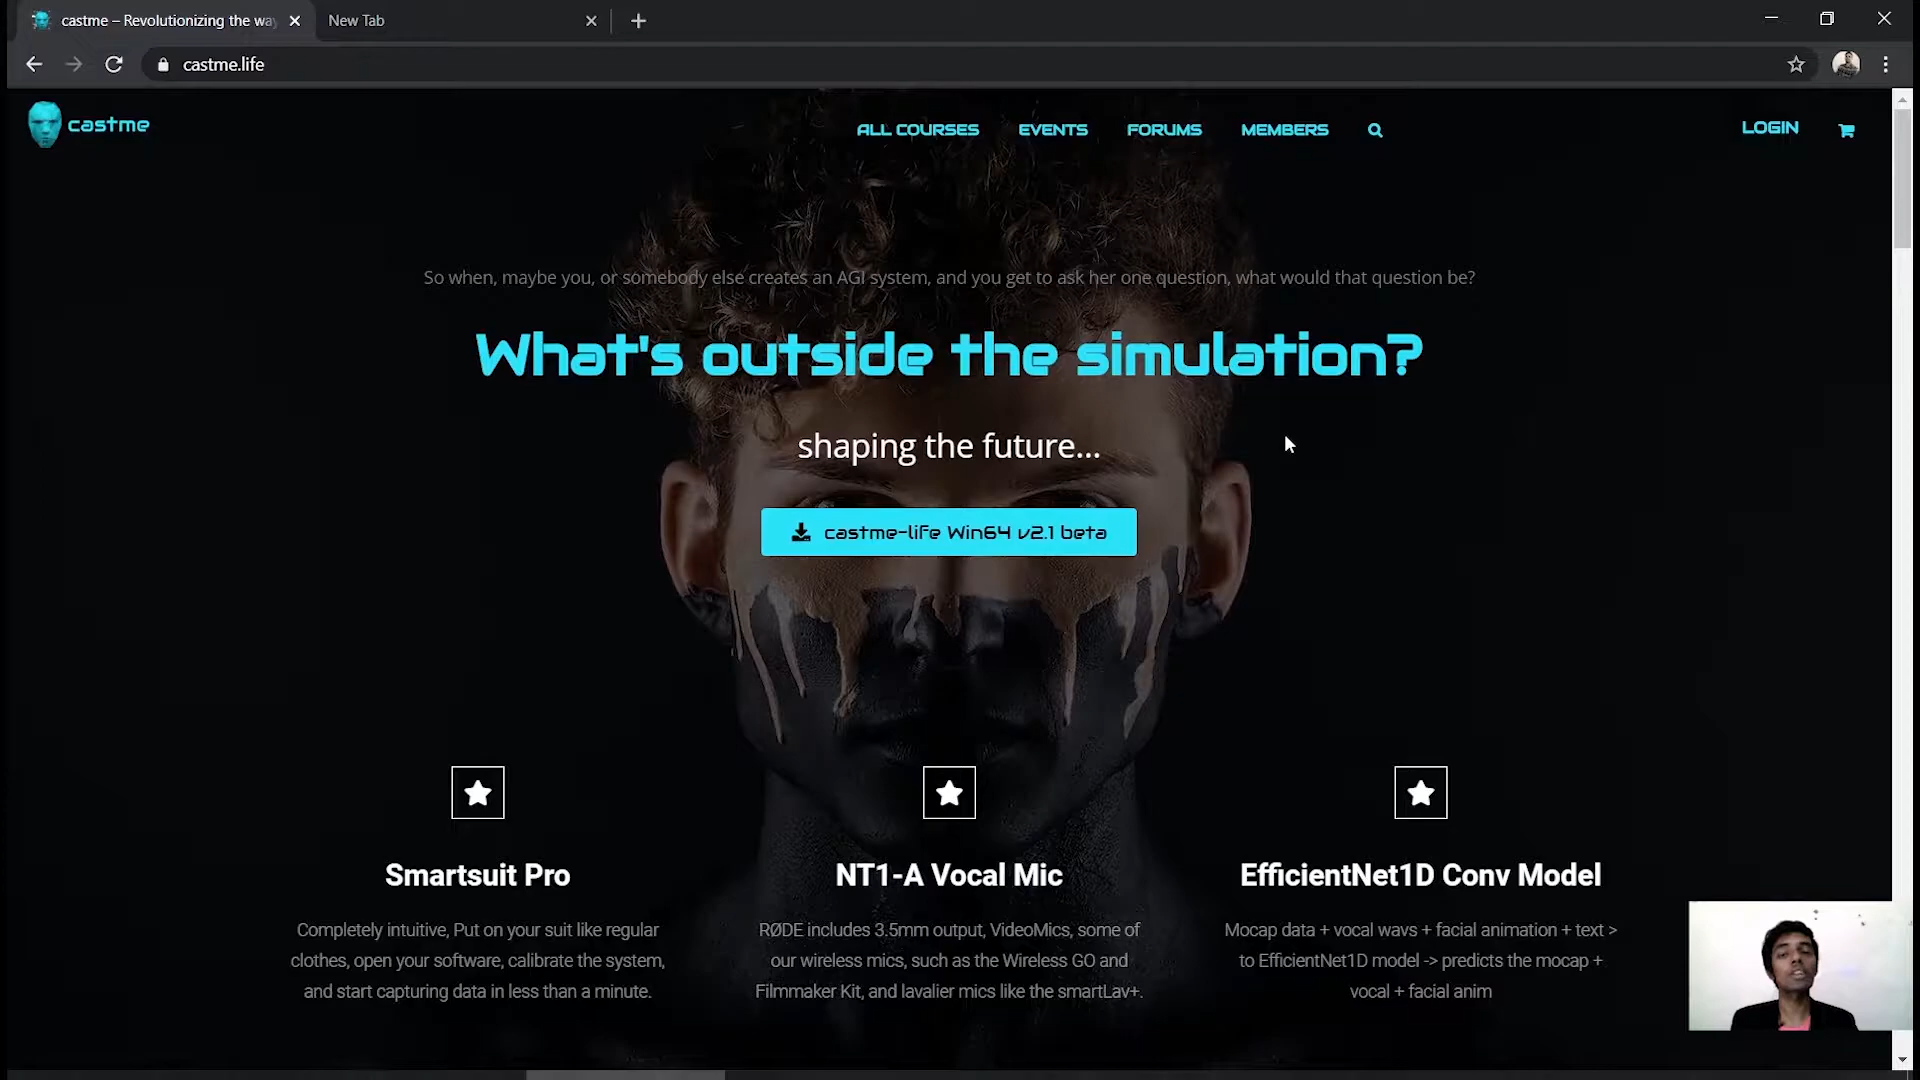 castme – Revolutionizing the way
New Tab
castme.life
castme
ALL COURSES
EVENTS
FORUMS
MEMBERS
LOGIN
So when, maybe you, or somebody else creates an AGI system, and you get to ask her one question, what would that question be?
What's outside the simulation?
shaping the future...
castme-life Win64 v2.1 beta
Smartsuit Pro
Completely intuitive, Put on your suit like regular
clothes, open your software, calibrate the system,
and start capturing data in less than a minute.
NT1-A Vocal Mic
RØDE includes 3.5mm output, VideoMics, some of
our wireless mics, such as the Wireless GO and
Filmmaker Kit, and lavalier mics like the smartLav+.
EfficientNet1D Conv Model
Mocap data + vocal wavs + facial animation + text >
to EfficientNet1D model -> predicts the mocap +
vocal + facial anim